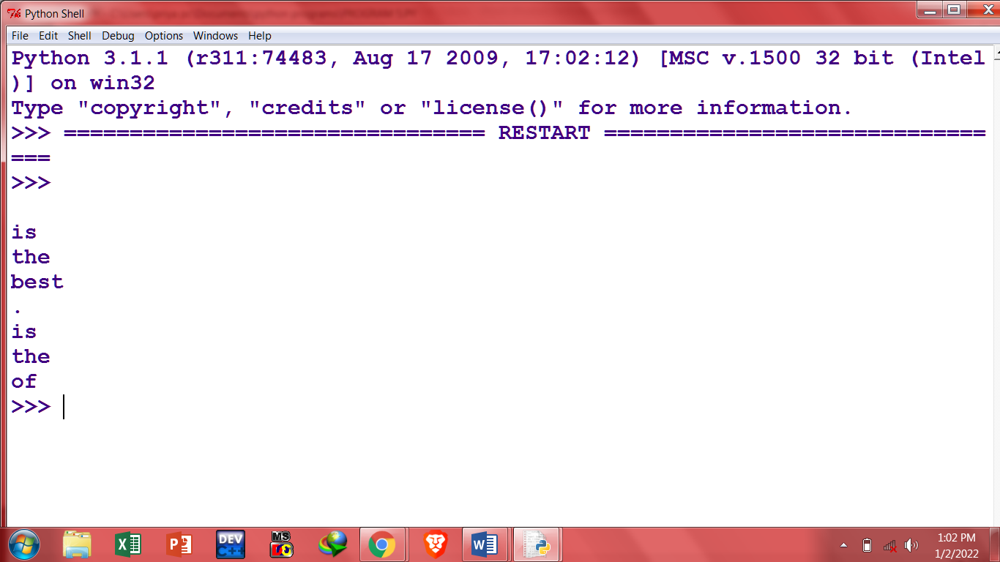 Python Shell
File Edit Shell Debug Options Windows Help
Python 3.1.1 (r311:74483, Aug 17 2009, 17:02:12) [MSC v.1500 32 bit (Intel
)] on win32
Type "copyright", "credits" or "license()" for more information.
>>> ================================ RESTART =============================
===
>>>
is
the
best
.
is
the
of
>>>
DEV
C++
MS
1:02 PM
1/2/2022